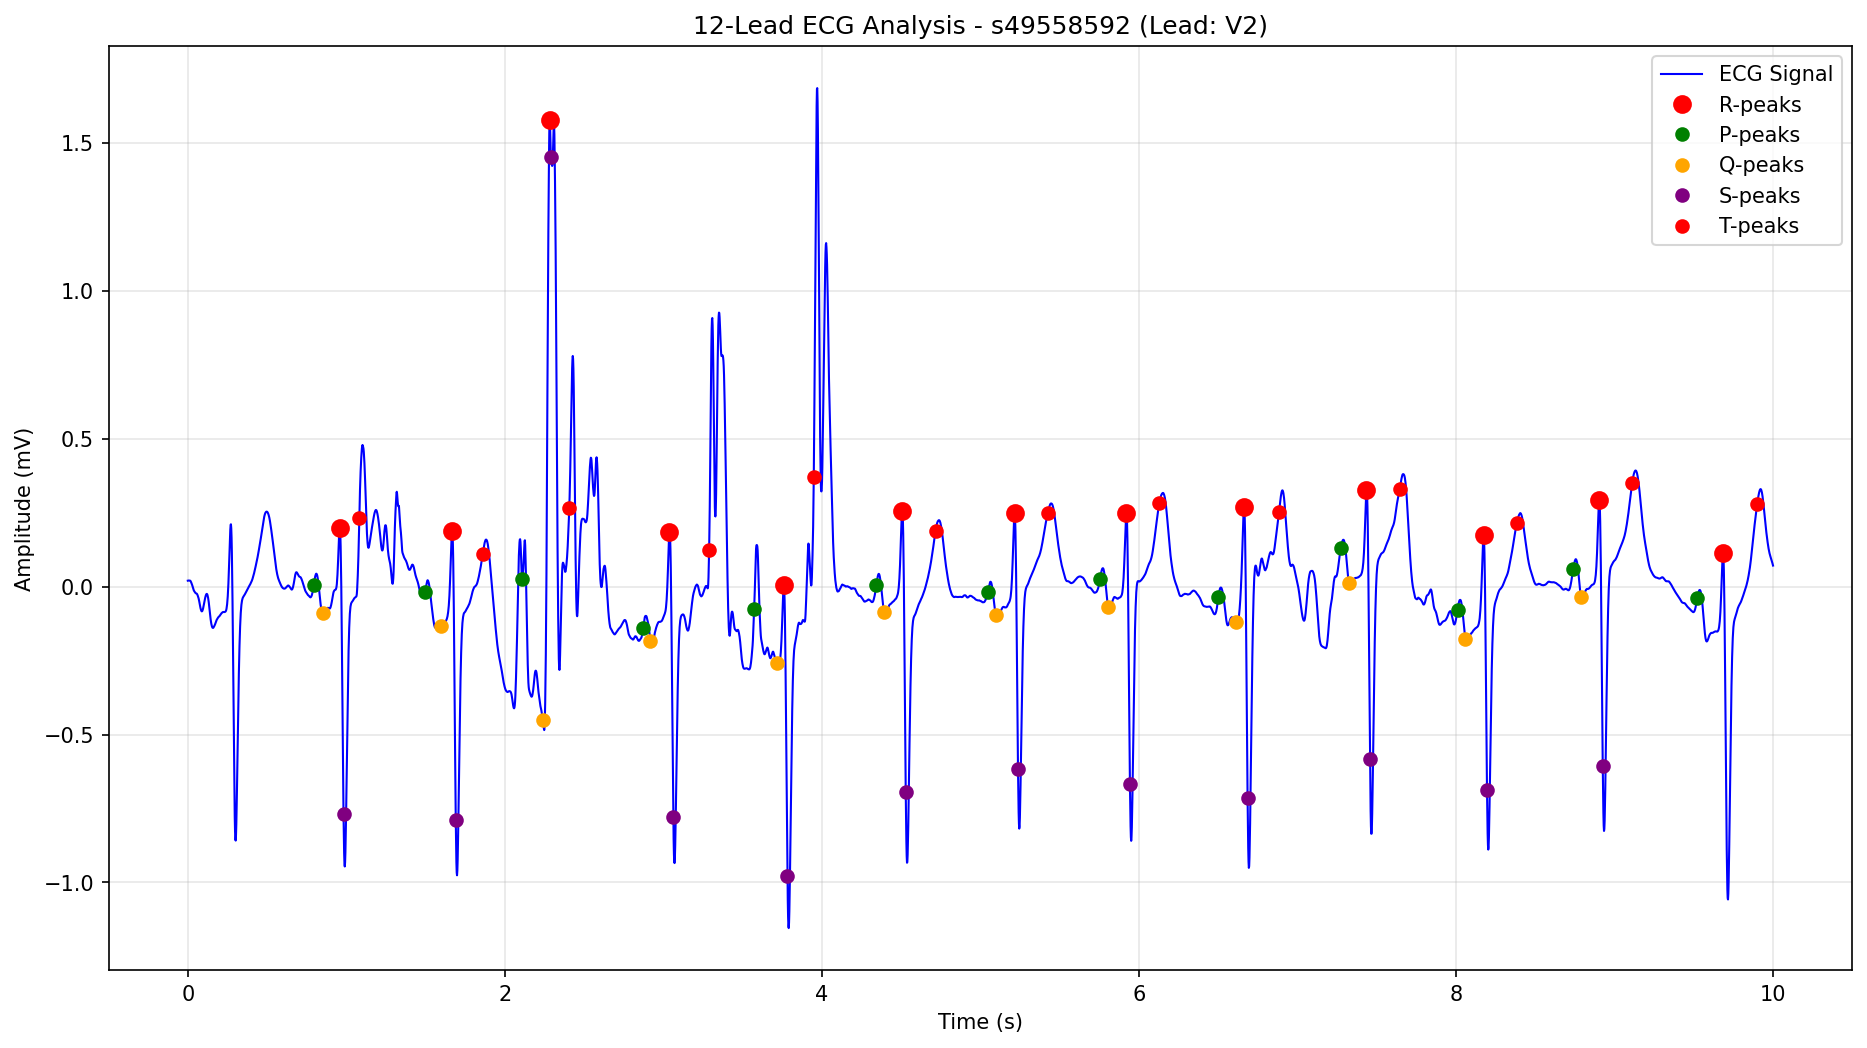 12-Lead ECG Analysis - s49558592 (Lead: V2)
ECG Signal
R-peaks
P-peaks
Q-peaks
S-peaks
T-peaks
Amplitude (mV)
1.5
1.0
0.5
0.0
−0.5
−1.0
0 2 4 6 8 10
Time (s)